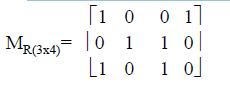 ⎡1 0 0 1⎤
M_R(3x4)= |0 1 1 0|
⎣1 0 1 0⎦